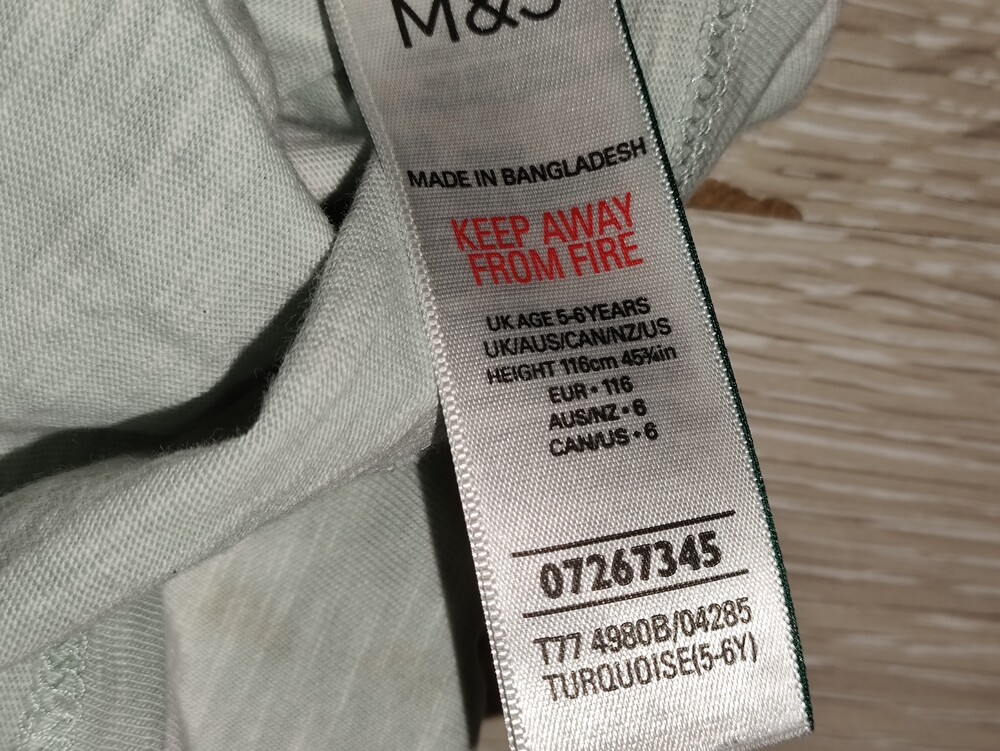 M&S
MADE IN BANGLADESH
KEEP AWAY
FROM FIRE
UK AGE 5-6YEARS
UK/AUS/CAN/NZ/US
HEIGHT 116cm 45¾in
EUR • 116
AUS/NZ • 6
CAN/US • 6
07267345
T77 4980B/04285
TURQUOISE(5-6Y)